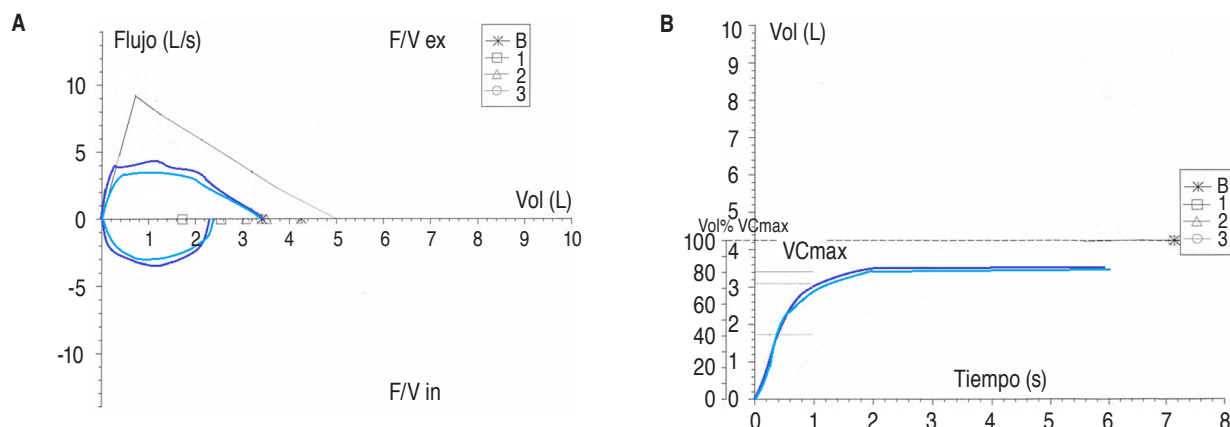 A
Flujo (L/s)
F/V ex
B
1
2
3
10
5
0
-5
-10
Vol (L)
1 2 3 4 5 6 7 8 9 10
F/V in
B
Vol (L)
10
9
8
7
6
5
Vol% VCmax
100 4
VCmax
80 3
60
2
40
20 1
0 0
B
1
2
3
Tiempo (s)
0 1 2 3 4 5 6 7 8